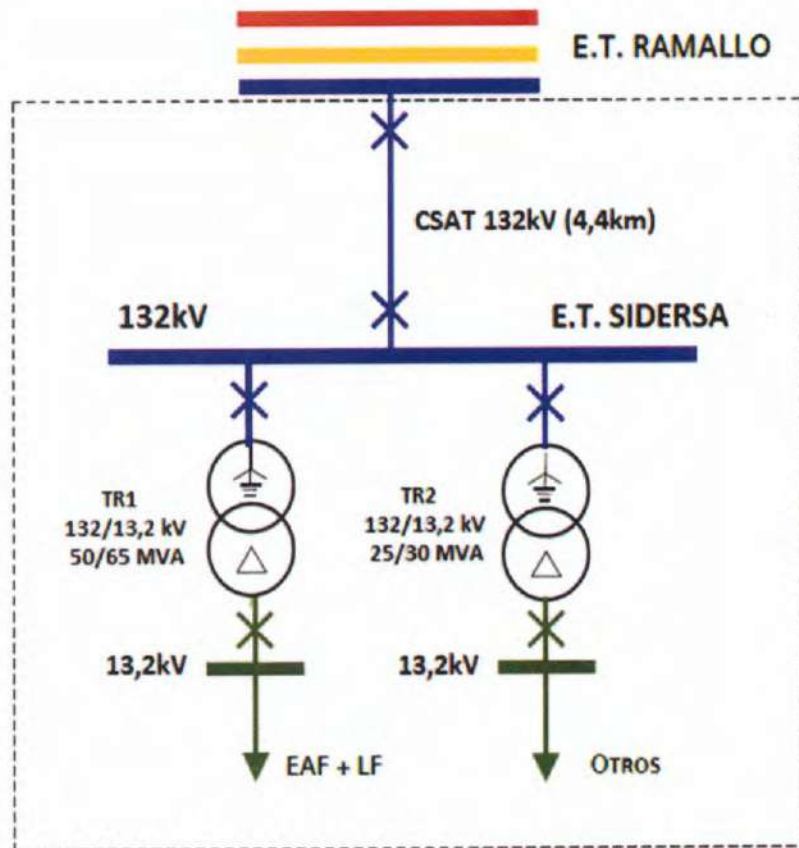 E.T. RAMALLO
CSAT 132kV (4,4km)
132kV
E.T. SIDERSA
TR1
132/13,2 kV
50/65 MVA
TR2
132/13,2 kV
25/30 MVA
13,2kV
13,2kV
EAF + LF
OTROS